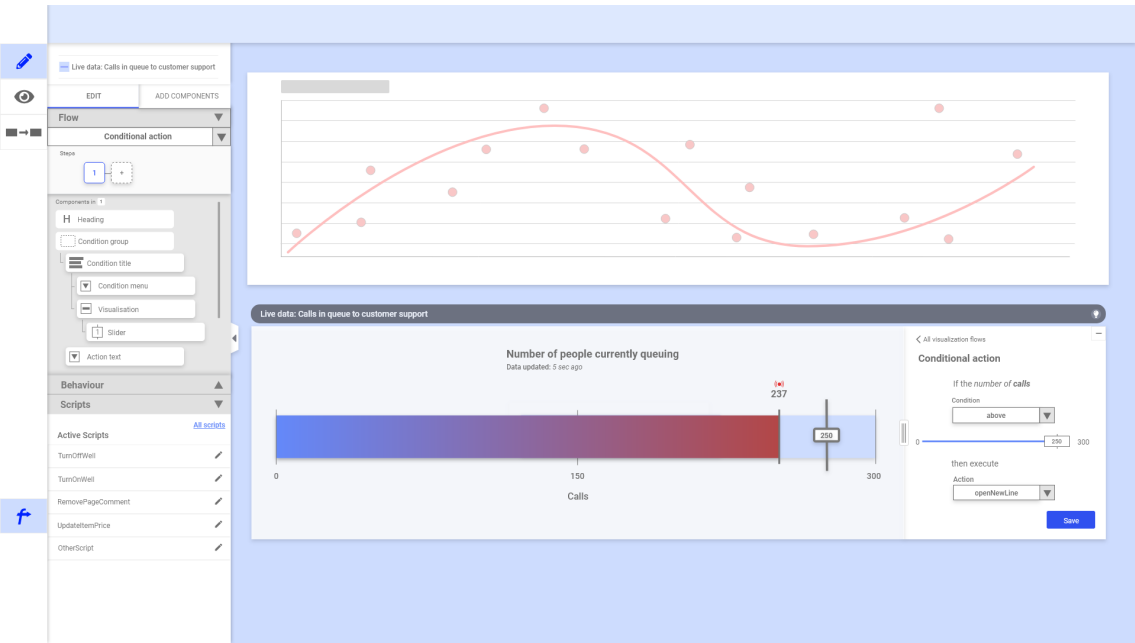 Live data: Calls in queue to customer support
EDIT
ADD COMPONENTS
Flow
Conditional action
Steps
1
+
Components in 1
H Heading
Condition group
Condition title
Condition menu
Visualisation
1 Slider
Action text
Behaviour
Scripts
All scripts
Active Scripts
TurnOffWell
TurnOnWell
RemovePageComment
UpdateItemPrice
OtherScript
Live data: Calls in queue to customer support
Number of people currently queuing
Data updated: 5 sec ago
237
250
0
150
300
Calls
All visualization flows
Conditional action
If the number of calls
Condition
above
0
250
300
then execute
Action
openNewLine
Save